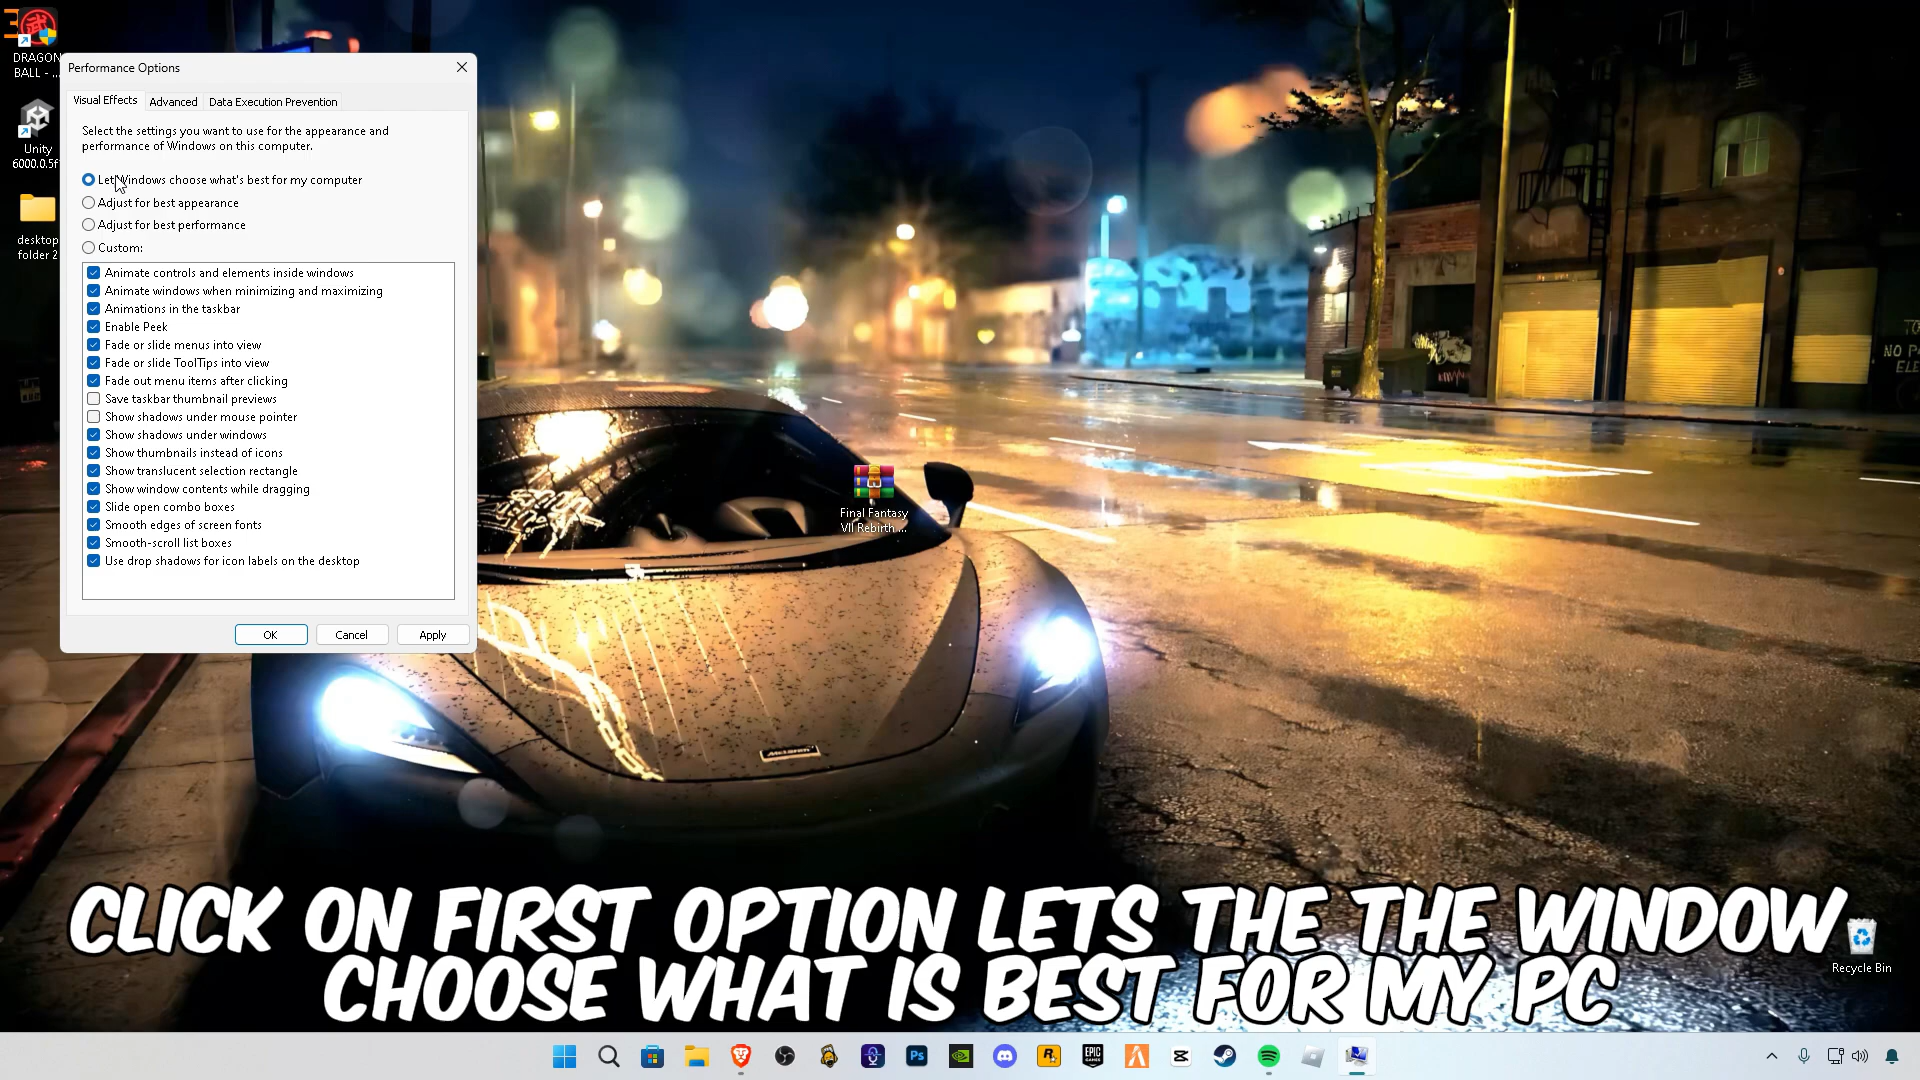 DRAGON
BALL - ...
Unity
6000.0.5f
desktop
folder 2
Performance Options
Visual Effects
Advanced
Data Execution Prevention
Select the settings you want to use for the appearance and
performance of Windows on this computer.
Let Windows choose what's best for my computer
Adjust for best appearance
Adjust for best performance
Custom:
Animate controls and elements inside windows
Animate windows when minimizing and maximizing
Animations in the taskbar
Enable Peek
Fade or slide menus into view
Fade or slide ToolTips into view
Fade out menu items after clicking
Save taskbar thumbnail previews
Show shadows under mouse pointer
Show shadows under windows
Show thumbnails instead of icons
Show translucent selection rectangle
Show window contents while dragging
Slide open combo boxes
Smooth edges of screen fonts
Smooth-scroll list boxes
Use drop shadows for icon labels on the desktop
OK
Cancel
Apply
Final Fantasy
VII Rebirth ...
McLaren
NO P
ELE
CLICK ON FIRST OPTION LETS THE THE WINDOW
CHOOSE WHAT IS BEST FOR MY PC
Recycle Bin
Ps
R
EPIC
GAMES